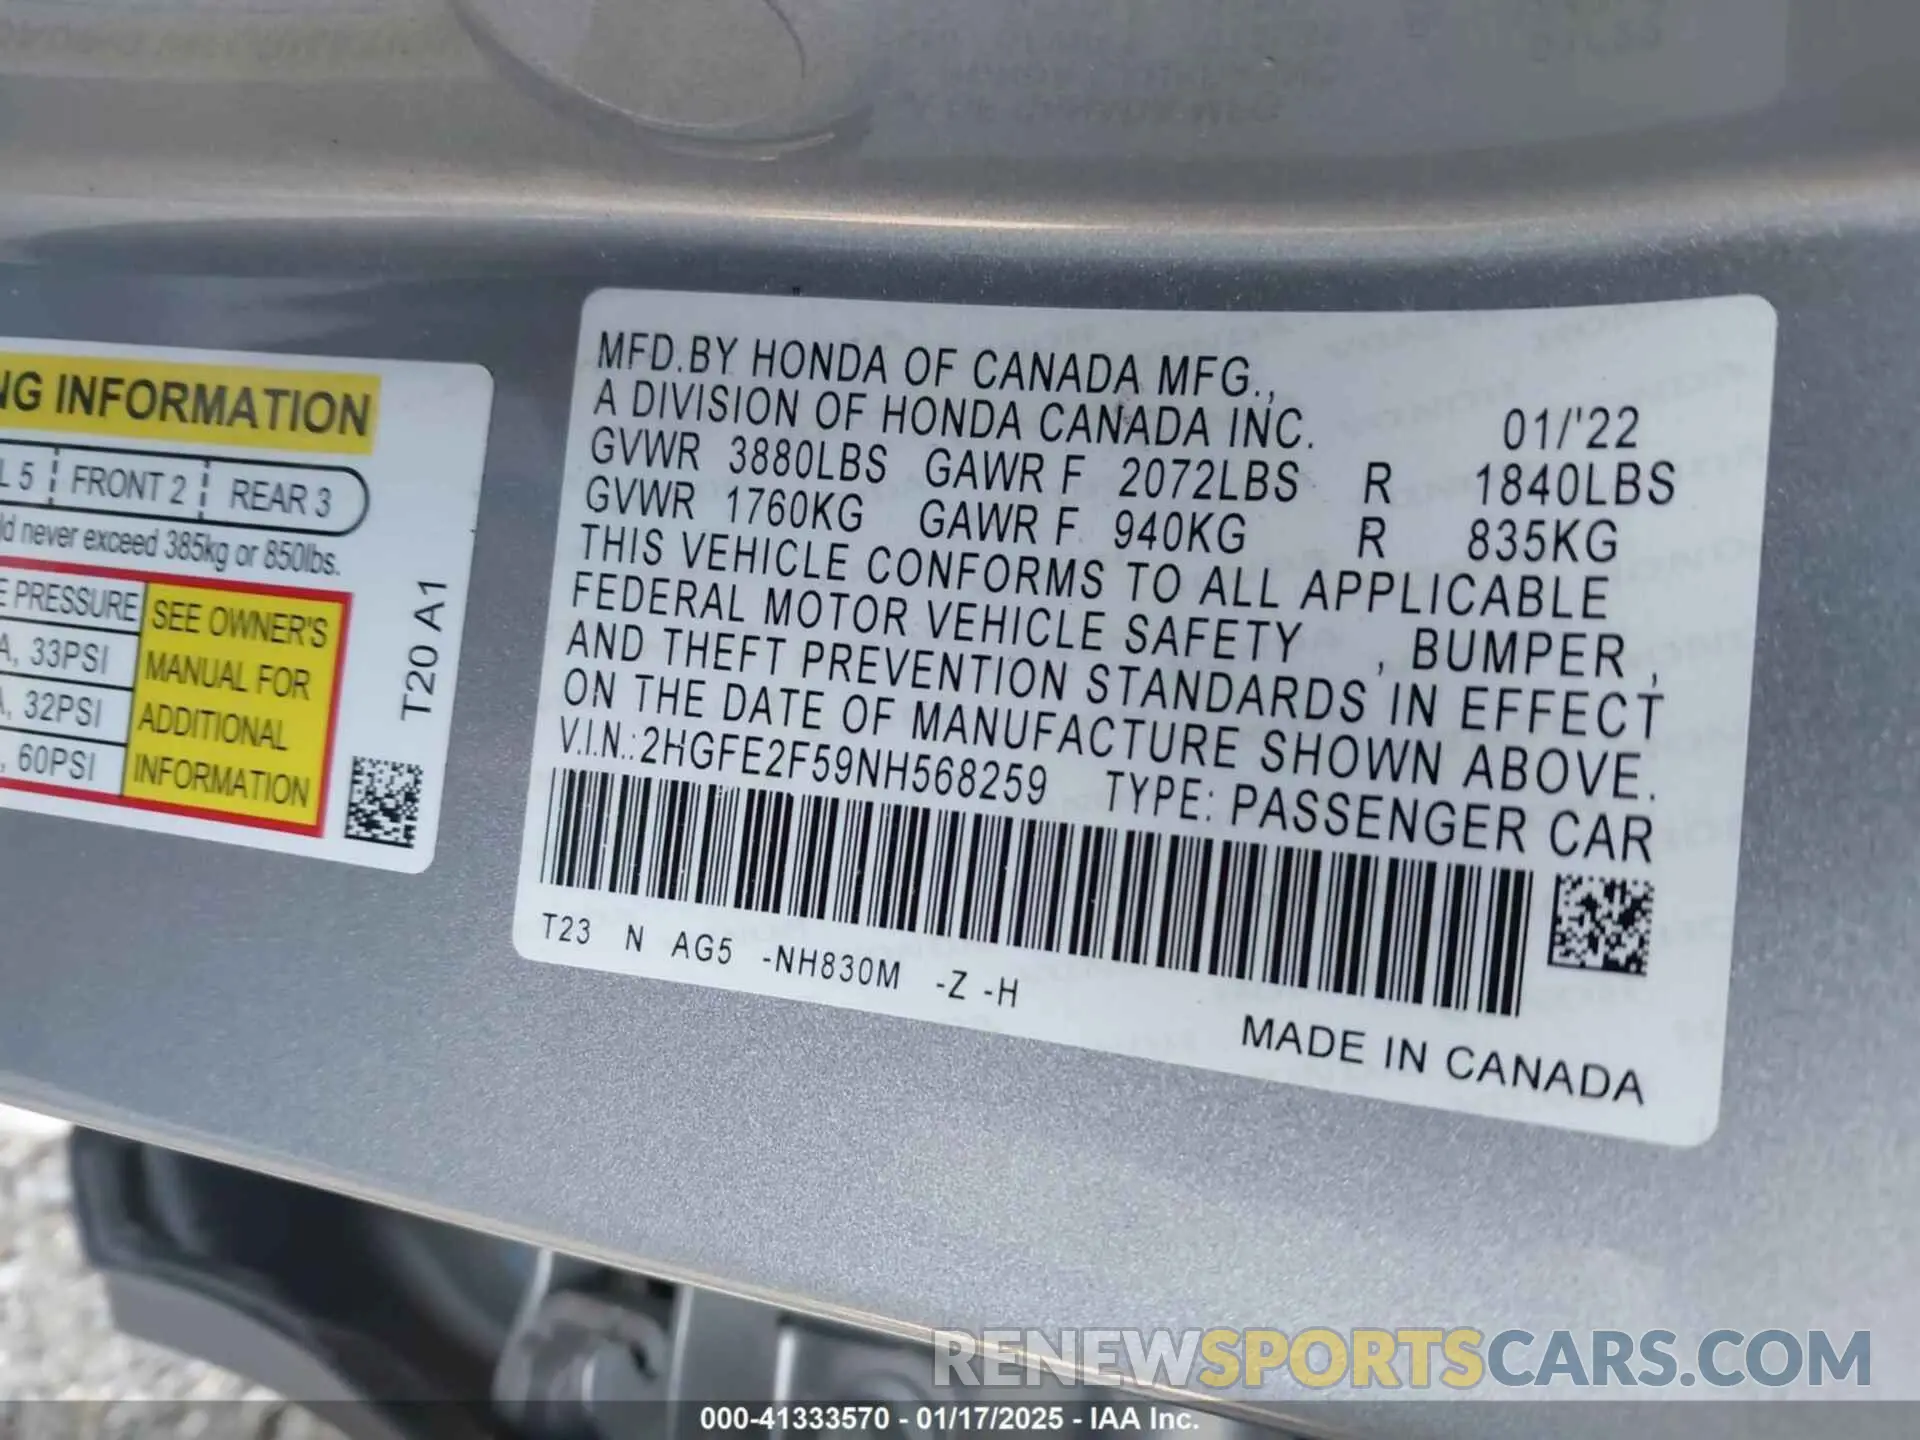 NG INFORMATION
L 5 FRONT 2 REAR 3
ld never exceed 385kg or 850lbs.
E PRESSURE
A, 33PSI
A, 32PSI
, 60PSI
SEE OWNER'S
MANUAL FOR
ADDITIONAL
INFORMATION
T20 A1
MFD.BY HONDA OF CANADA MFG.,
A DIVISION OF HONDA CANADA INC. 01/'22
GVWR 3880LBS GAWR F 2072LBS R 1840LBS
GVWR 1760KG GAWR F 940KG R 835KG
THIS VEHICLE CONFORMS TO ALL APPLICABLE
FEDERAL MOTOR VEHICLE SAFETY , BUMPER ,
AND THEFT PREVENTION STANDARDS IN EFFECT
ON THE DATE OF MANUFACTURE SHOWN ABOVE.
V.I.N.: 2HGFE2F59NH568259 TYPE: PASSENGER CAR
T23 N AG5 -NH830M -Z -H
MADE IN CANADA
RENEWSPORTSCARS.COM
000-41333570 - 01/17/2025 - IAA Inc.